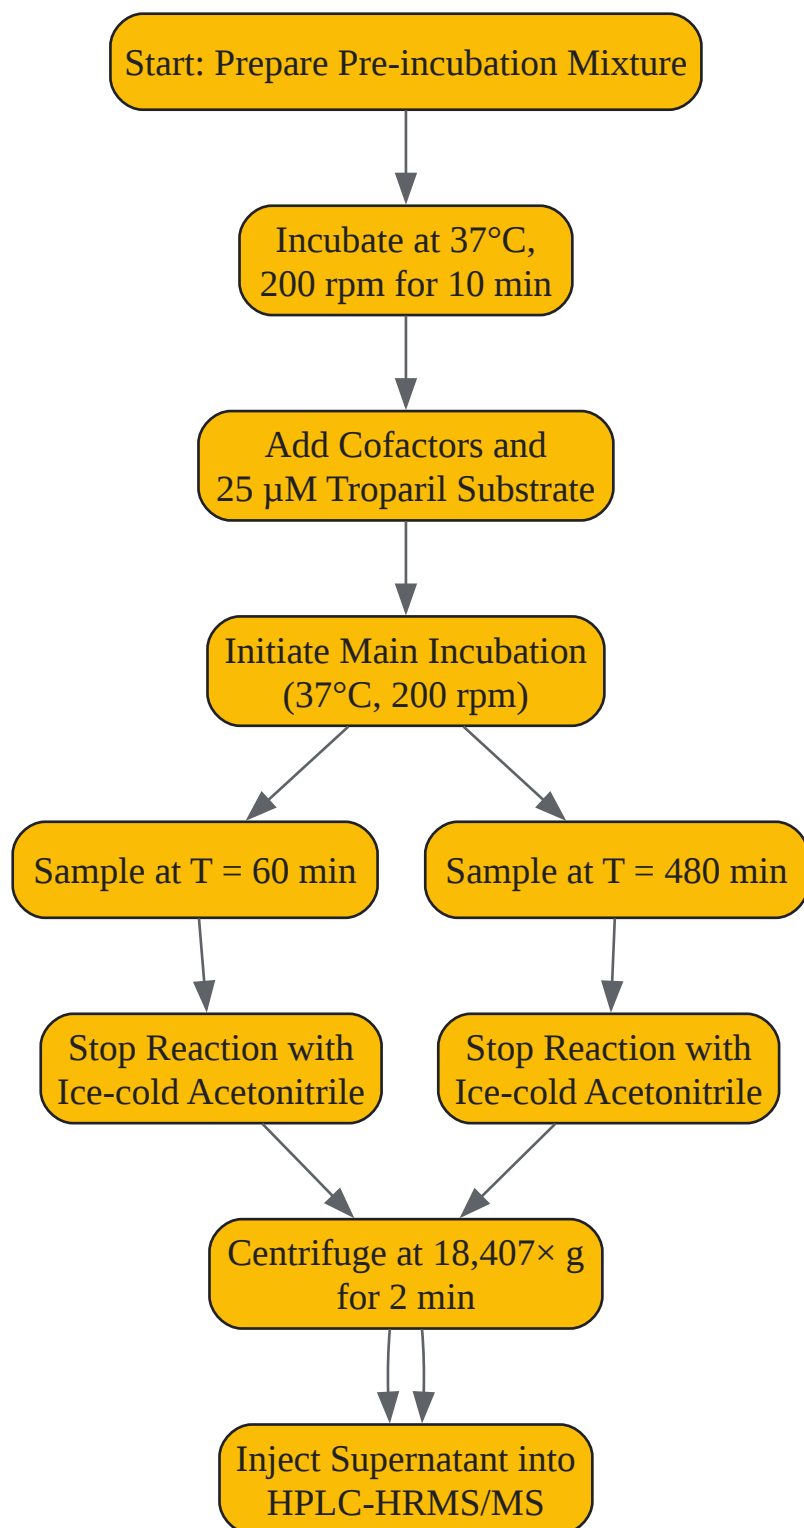 Start: Prepare Pre-incubation Mixture
Incubate at 37°C,
200 rpm for 10 min
Add Cofactors and
25 µM Troparil Substrate
Initiate Main Incubation
(37°C, 200 rpm)
Sample at T = 60 min
Sample at T = 480 min
Stop Reaction with
Ice-cold Acetonitrile
Stop Reaction with
Ice-cold Acetonitrile
Centrifuge at 18,407× g
for 2 min
Inject Supernatant into
HPLC-HRMS/MS